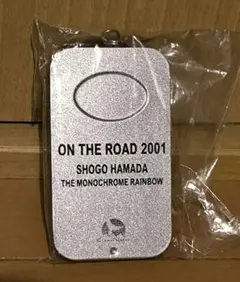 ON THE ROAD 2001
SHOGO HAMADA
THE MONOCHROME RAINBOW